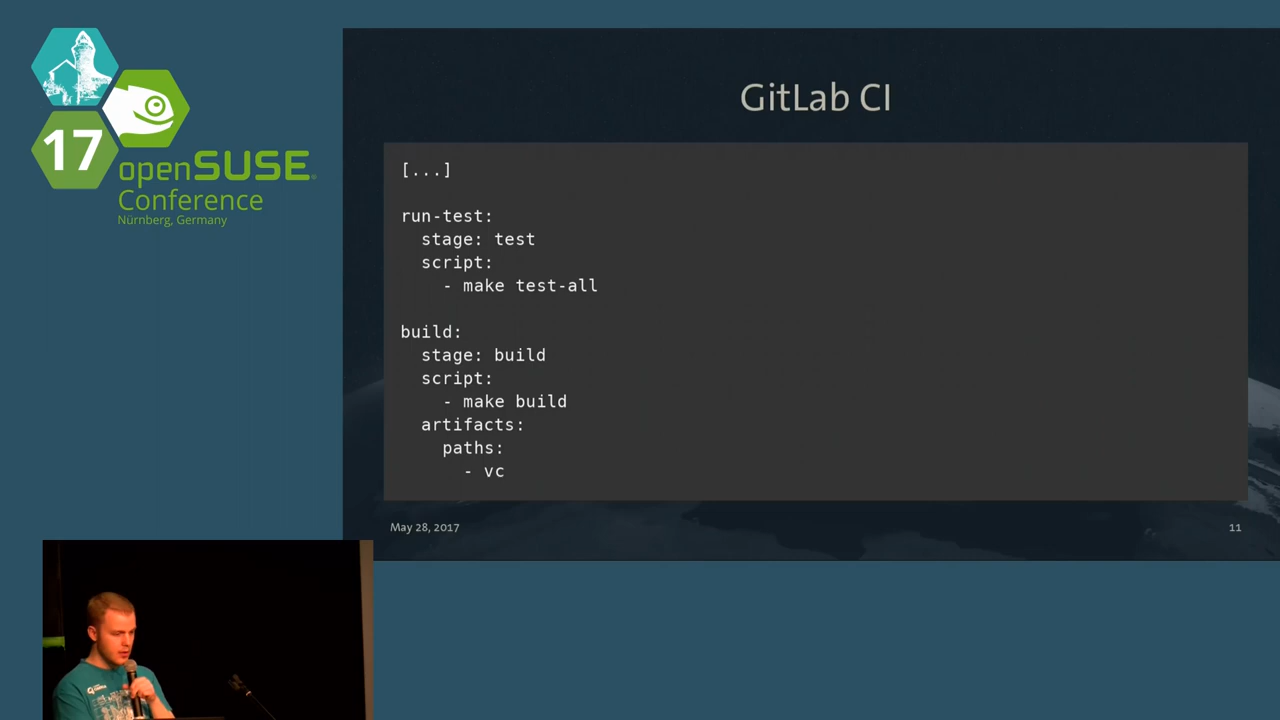 17
openSUSE
Conference
Nürnberg, Germany
GitLab CI
[...]
run-test:
  stage: test
  script:
    - make test-all
build:
  stage: build
  script:
    - make build
  artifacts:
    paths:
      - vc
May 28, 2017
11